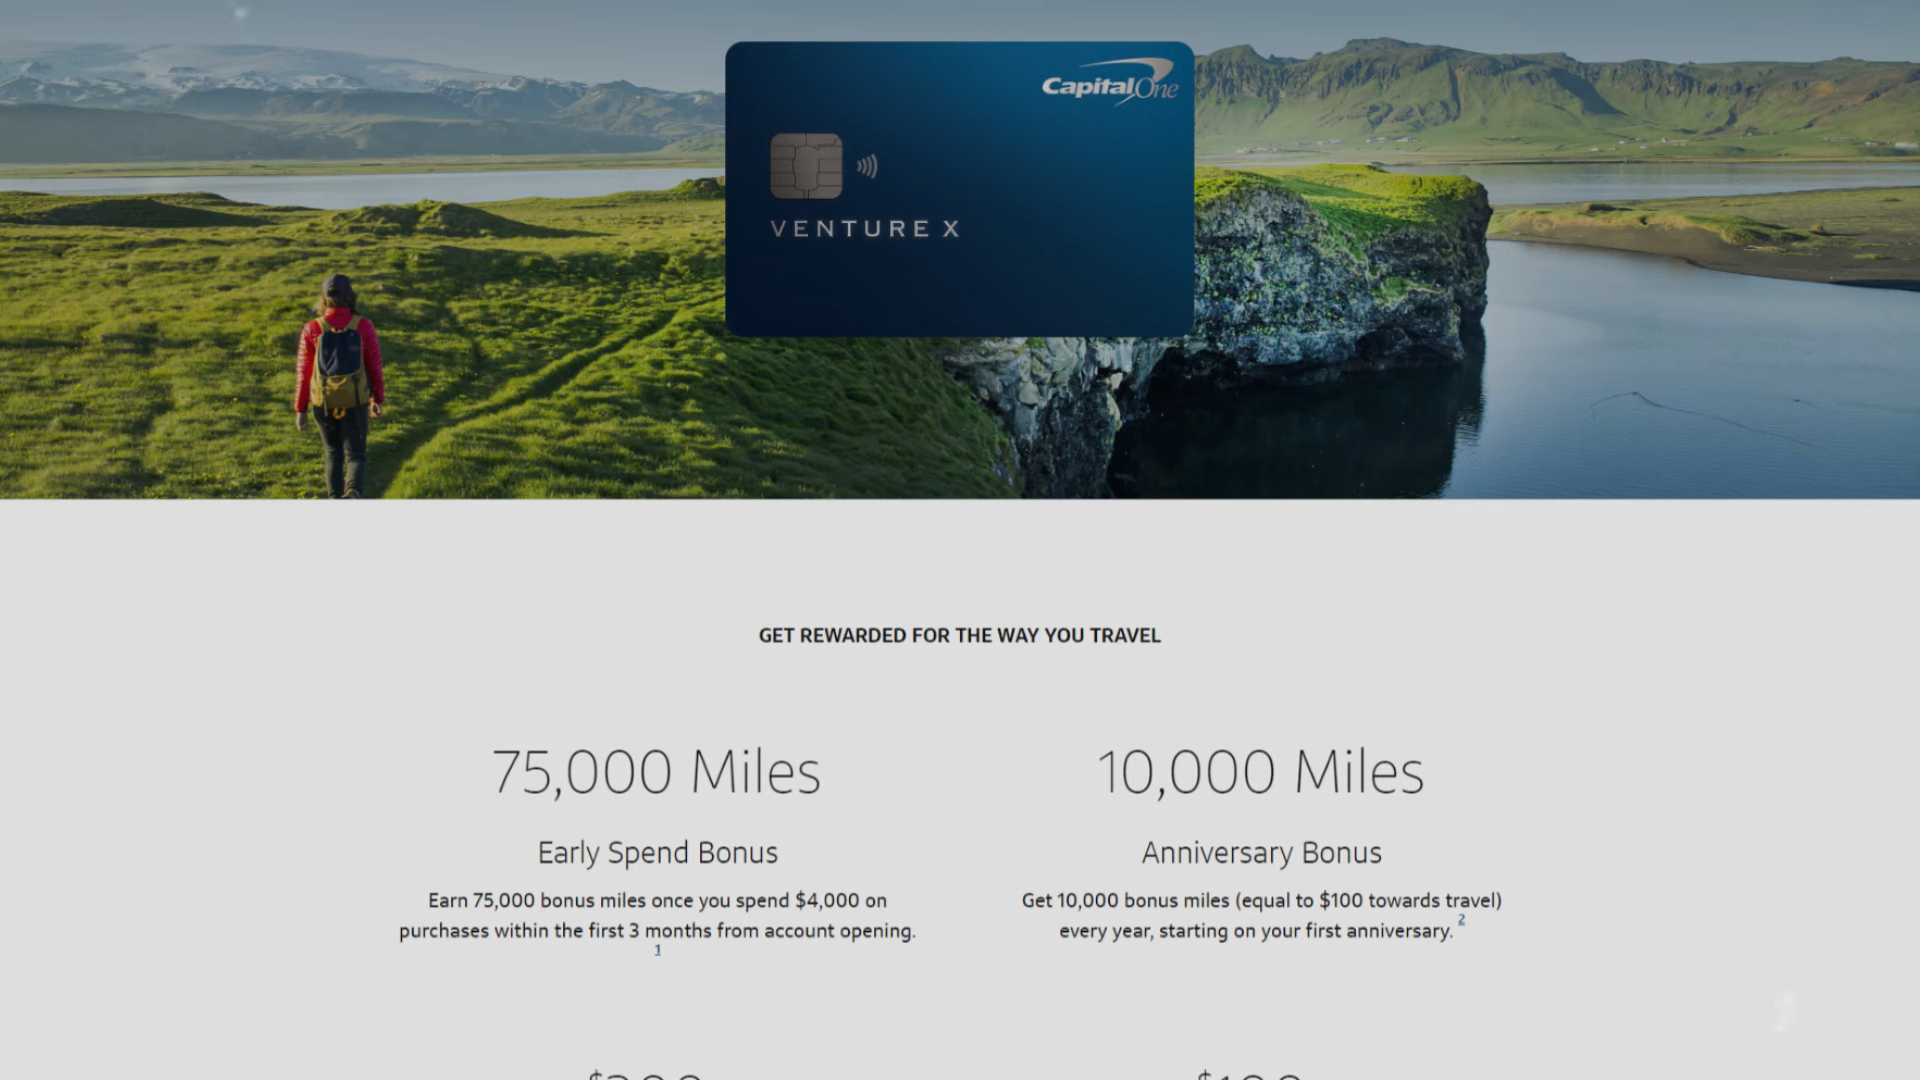 CapitalOne
VENTURE X
GET REWARDED FOR THE WAY YOU TRAVEL
75,000 Miles
Early Spend Bonus
Earn 75,000 bonus miles once you spend $4,000 on
purchases within the first 3 months from account opening.
1
10,000 Miles
Anniversary Bonus
Get 10,000 bonus miles (equal to $100 towards travel)
every year, starting on your first anniversary. 2